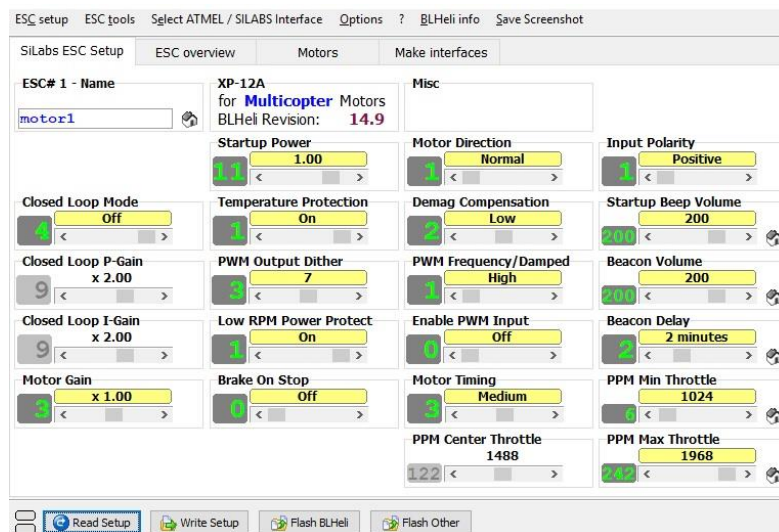 ESC setup ESC tools Select ATMEL / SILABS Interface Options ? BLHeli info Save Screenshot
SiLabs ESC Setup ESC overview Motors Make interfaces
ESC# 1 - Name
motor1
XP-12A
for Multicopter Motors
BLHeli Revision: 14.9
Misc
Startup Power
1.00
11
Motor Direction
Normal
1
Input Polarity
Positive
1
Closed Loop Mode
Off
4
Temperature Protection
On
1
Demag Compensation
Low
2
Startup Beep Volume
200
200
Closed Loop P-Gain
x 2.00
9
PWM Output Dither
7
3
PWM Frequency/Damped
High
1
Beacon Volume
200
200
Closed Loop I-Gain
x 2.00
9
Low RPM Power Protect
On
1
Enable PWM Input
Off
0
Beacon Delay
2 minutes
2
Motor Gain
x 1.00
3
Brake On Stop
Off
0
Motor Timing
Medium
3
PPM Min Throttle
1024
6
PPM Center Throttle
1488
122
PPM Max Throttle
1968
242
Read Setup Write Setup Flash BLHeli Flash Other